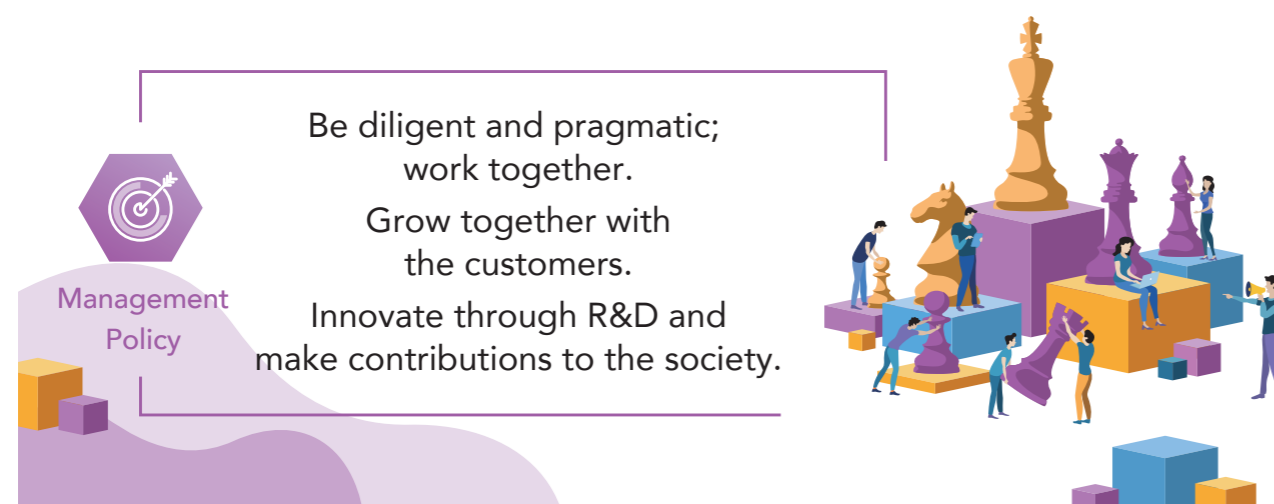 Be diligent and pragmatic;
work together.
Grow together with
the customers.
Management
Policy
Innovate through R&D and
make contributions to the society.